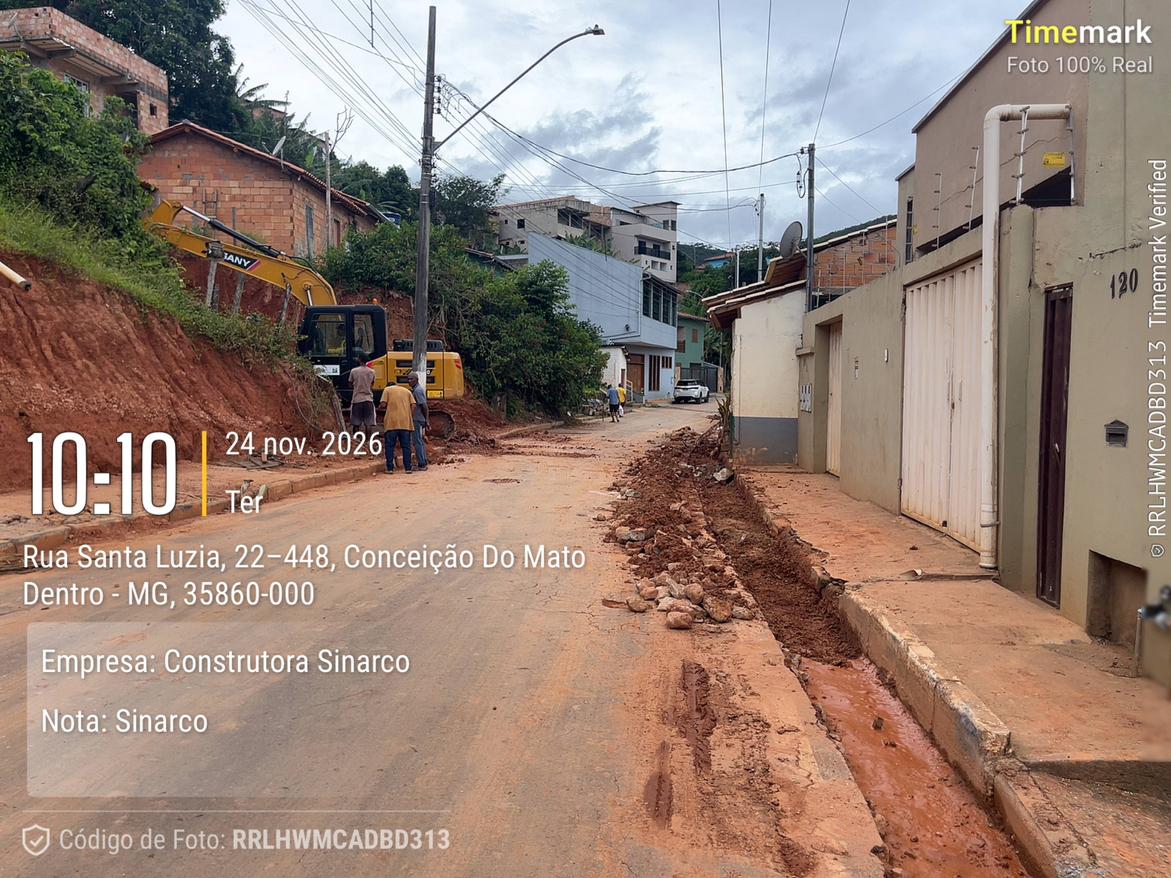 Timemark
Foto 100% Real
ANY
120
10:10
24 nov. 2026
Ter
Rua Santa Luzia, 22–448, Conceição Do Mato
Dentro - MG, 35860-000
Empresa: Construtora Sinarco
Nota: Sinarco
Código de Foto: RRLHWMCADBD313
RRLHWMCADBD313 Timemark Verified